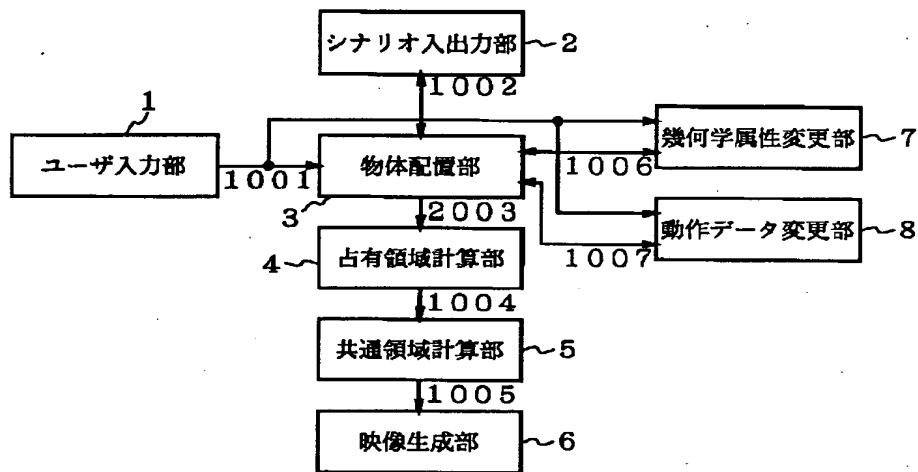 シナリオ入出力部 2
1002
1
ユーザ入力部
1001
物体配置部
3
2003
幾何学属性変更部 7
1006
動作データ変更部 8
1007
4 占有領域計算部
1004
共通領域計算部 5
1005
映像生成部 6